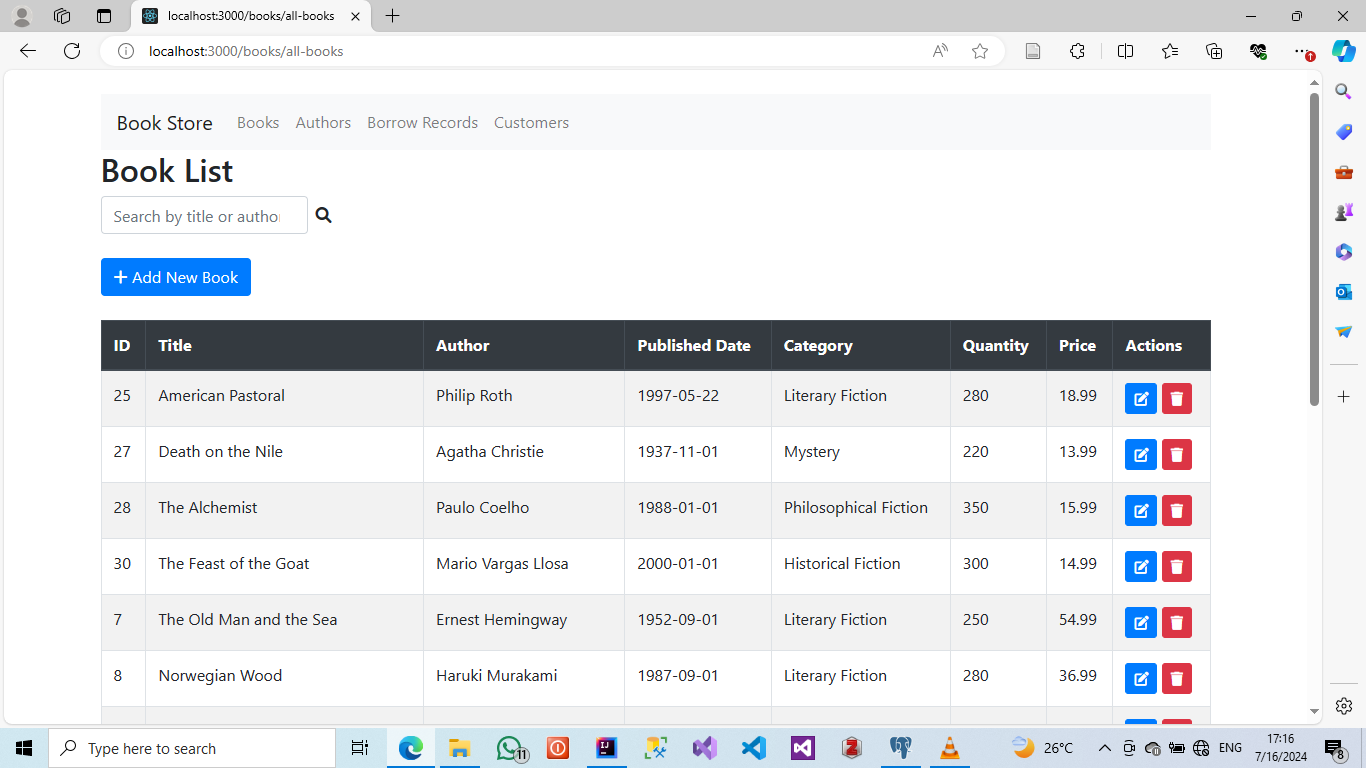 localhost:3000/books/all-books
localhost:3000/books/all-books
Book Store Books Authors Borrow Records Customers
Book List
Search by title or autho
Add New Book
ID Title Author Published Date Category Quantity Price Actions
25 American Pastoral Philip Roth 1997-05-22 Literary Fiction 280 18.99
27 Death on the Nile Agatha Christie 1937-11-01 Mystery 220 13.99
28 The Alchemist Paulo Coelho 1988-01-01 Philosophical Fiction 350 15.99
30 The Feast of the Goat Mario Vargas Llosa 2000-01-01 Historical Fiction 300 14.99
7 The Old Man and the Sea Ernest Hemingway 1952-09-01 Literary Fiction 250 54.99
8 Norwegian Wood Haruki Murakami 1987-09-01 Literary Fiction 280 36.99
Type here to search 11 26°C ENG 17:16 8
7/16/2024